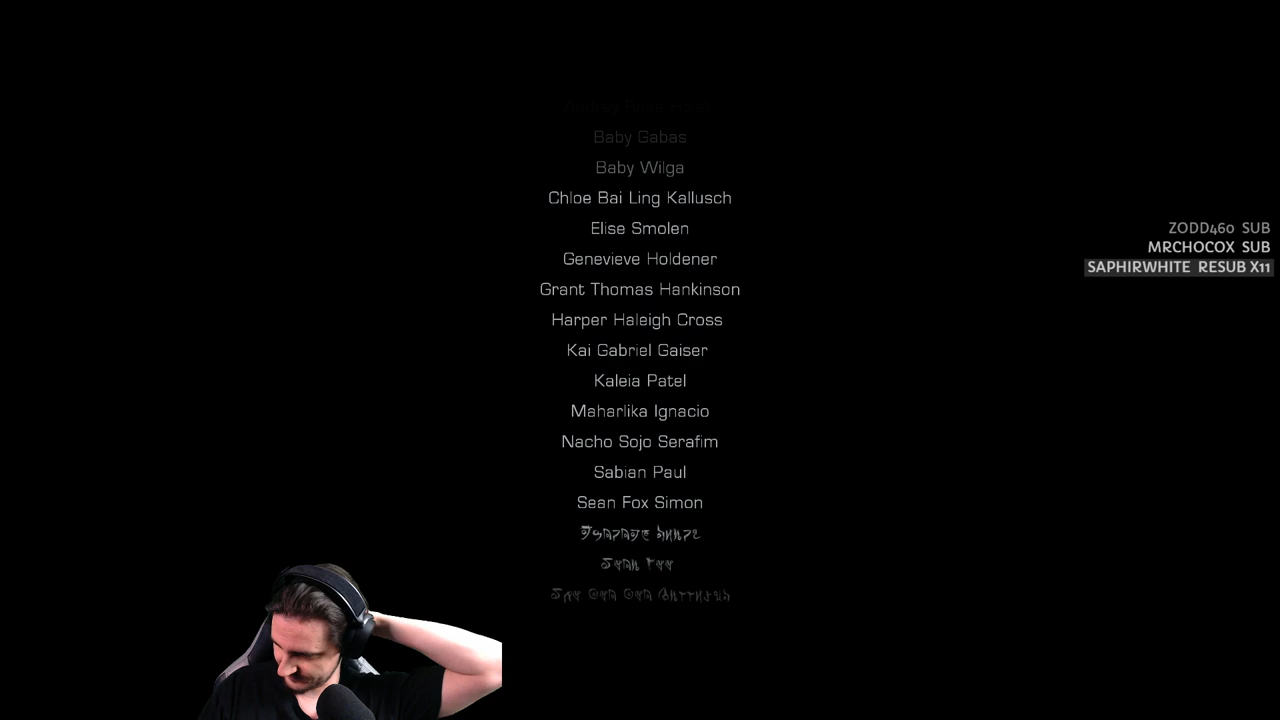 Baby Gabas
Baby Wilga
Chloe Bai Ling Kallusch
Elise Smolen
Genevieve Holdener
Grant Thomas Hankinson
Harper Haleigh Cross
Kai Gabriel Gaiser
Kaleia Patel
Maharlika Ignacio
Nacho Sojo Serafim
Sabian Paul
Sean Fox Simon
ZODD460 SUB
MRCHOCOX SUB
SAPHIRWHITE RESUB X11